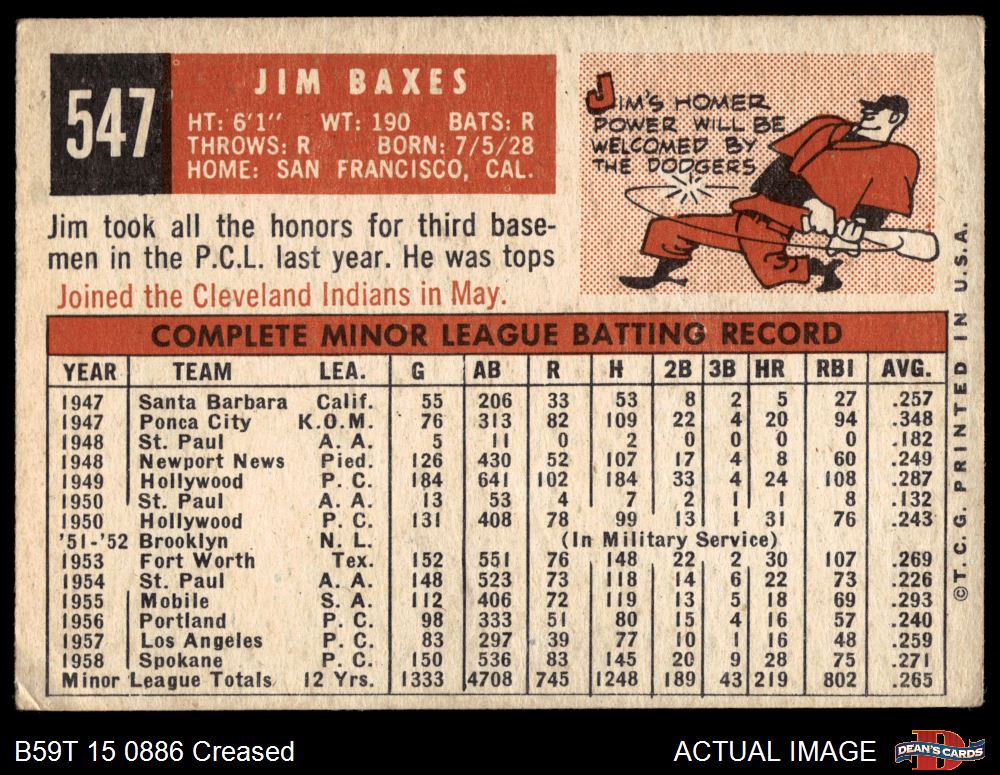 547
JIM BAXES
HT: 6'1" WT: 190 BATS: R
THROWS: R BORN: 7/5/28
HOME: SAN FRANCISCO, CAL.
JIM'S HOMER
POWER WILL BE
WELCOMED BY
THE DODGERS
Jim took all the honors for third base-
men in the P.C.L. last year. He was tops
Joined the Cleveland Indians in May.
COMPLETE MINOR LEAGUE BATTING RECORD
YEAR TEAM LEA. G AB R H 2B 3B HR RBI AVG.
1947 Santa Barbara Calif. 55 206 33 53 8 2 5 27 .257
1947 Ponca City K.O.M. 76 313 82 109 22 4 20 94 .348
1948 St. Paul A. A. 5 11 0 2 0 0 0 0 .182
1948 Newport News Pied. 126 430 52 107 17 4 8 60 .249
1949 Hollywood P. C. 184 641 102 184 33 4 24 108 .287
1950 St. Paul A. A. 13 53 4 7 2 1 1 8 .132
1950 Hollywood P. C. 131 408 78 99 13 1 31 76 .243
'51-'52 Brooklyn N. L. (In Military Service)
1953 Fort Worth Tex. 152 551 76 148 22 2 30 107 .269
1954 St. Paul A. A. 148 523 73 118 14 6 22 73 .226
1955 Mobile S. A. 112 406 72 119 13 5 18 69 .293
1956 Portland P. C. 98 333 51 80 15 4 16 57 .240
1957 Los Angeles P. C. 83 297 39 77 10 1 16 48 .259
1958 Spokane P. C. 150 536 83 145 20 9 28 75 .271
Minor League Totals 12 Yrs. 1333 4708 745 1248 189 43 219 802 .265
©T. C. G. PRINTED IN U.S.A.
B59T 15 0886 Creased
ACTUAL IMAGE
DEAN'S CARDS